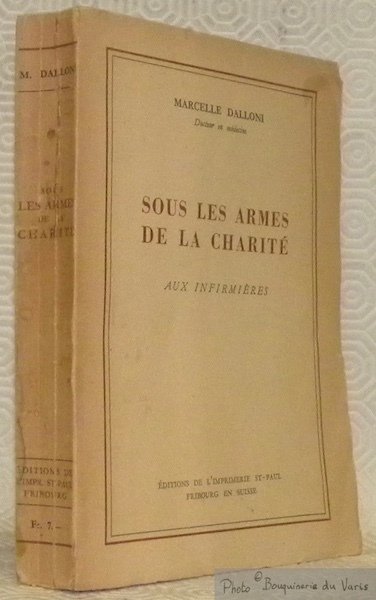 M. DALLONI
SOUS
LES ARMES
DE LA
CHARITÉ
ÉDITIONS DE
L'IMPR. ST-PAUL
FRIBOURG
Fr. 7.–
MARCELLE DALLONI
Docteur en médecine
SOUS LES ARMES
DE LA CHARITÉ
AUX INFIRMIÈRES
ÉDITIONS DE L'IMPRIMERIE ST-PAUL
FRIBOURG EN SUISSE
Photo © Bouquinerie du Varis